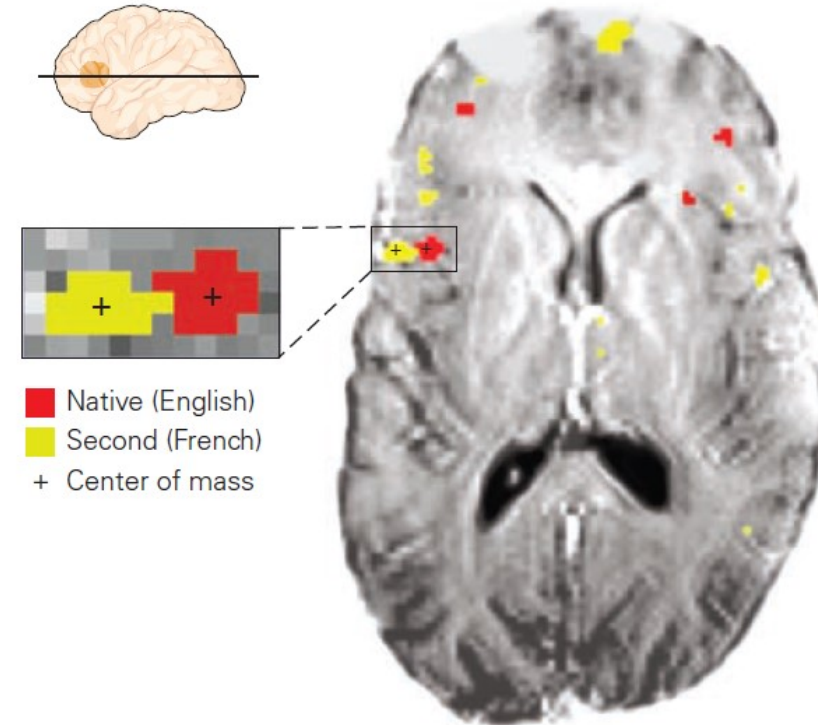 Native (English)
Second (French)
+ Center of mass